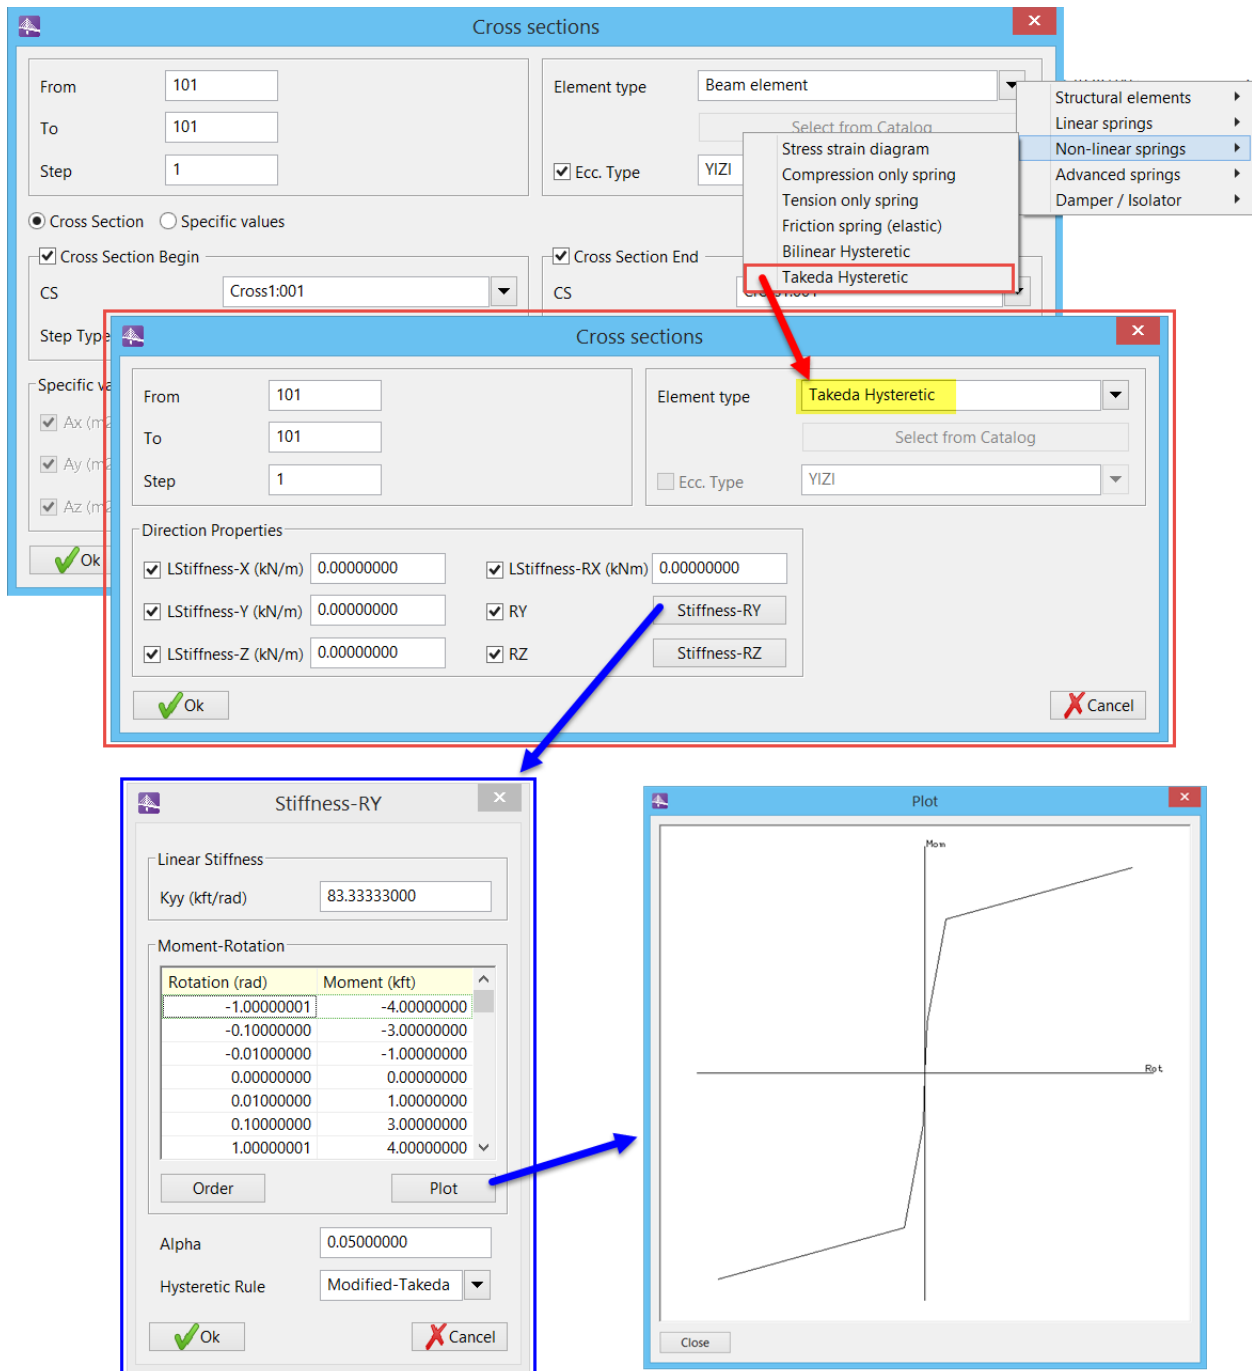 Cross sections
From 101
To 101
Step 1
Element type Beam element
Select from Catalog
Ecc. Type YIZI
Structural elements
Linear springs
Non-linear springs
Advanced springs
Damper / Isolator
Stress strain diagram
Compression only spring
Tension only spring
Friction spring (elastic)
Bilinear Hysteretic
Takeda Hysteretic
Cross Section Specific values
Cross Section Begin
CS Cross1:001
Step Type
Cross Section End
CS
Specific va
Ax (m2
Ay (m2
Az (m2
Ok
Cross sections
From 101
To 101
Step 1
Element type Takeda Hysteretic
Select from Catalog
Ecc. Type YIZI
Direction Properties
LStiffness-X (kN/m) 0.00000000 LStiffness-RX (kNm) 0.00000000
LStiffness-Y (kN/m) 0.00000000 RY Stiffness-RY
LStiffness-Z (kN/m) 0.00000000 RZ Stiffness-RZ
Ok Cancel
Stiffness-RY
Linear Stiffness
Kyy (kft/rad) 83.33333000
Moment-Rotation
Rotation (rad) Moment (kft)
-1.00000001 -4.00000000
-0.10000000 -3.00000000
-0.01000000 -1.00000000
0.00000000 0.00000000
0.01000000 1.00000000
0.10000000 3.00000000
1.00000001 4.00000000
Order Plot
Alpha 0.05000000
Hysteretic Rule Modified-Takeda
Ok Cancel
Plot
Mom
Rot
Close